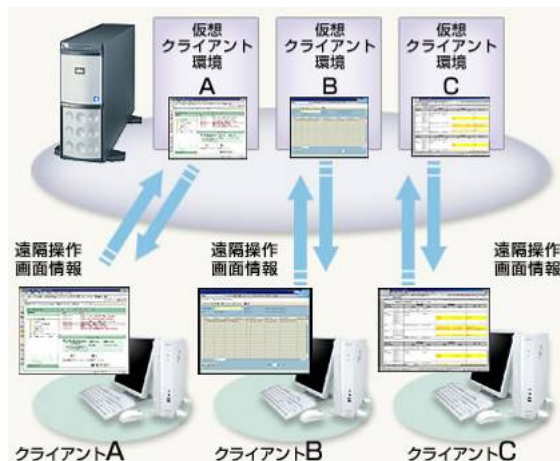 仮想
クライアント
環境
A
仮想
クライアント
環境
B
仮想
クライアント
環境
C
遠隔操作
画面情報
遠隔操作
画面情報
遠隔操作
画面情報
クライアントA
クライアントB
クライアントC